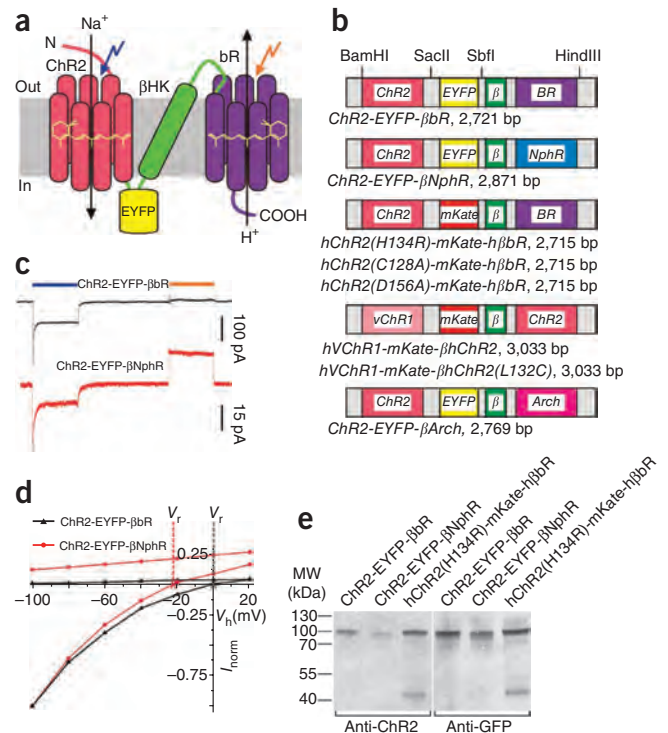 a
Na⁺
N
ChR2
bR
Out
βHK
In
EYFP
COOH
H⁺
b
BamHI
SacII
SbfI
HindIII
ChR2
EYFP
β
BR
ChR2-EYFP-βbR, 2,721 bp
ChR2
EYFP
β
NphR
ChR2-EYFP-βNphR, 2,871 bp
ChR2
mKate
β
BR
hChR2(H134R)-mKate-hβbR, 2,715 bp
hChR2(C128A)-mKate-hβbR, 2,715 bp
hChR2(D156A)-mKate-hβbR, 2,715 bp
vChR1
mKate
β
ChR2
hVChR1-mKate-βhChR2, 3,033 bp
hVChR1-mKate-βhChR2(L132C), 3,033 bp
ChR2
EYFP
β
Arch
ChR2-EYFP-βArch, 2,769 bp
c
ChR2-EYFP-βbR
100 pA
ChR2-EYFP-βNphR
15 pA
d
Vr
Vr
ChR2-EYFP-βbR
ChR2-EYFP-βNphR
0.25
-100
-80
-60
-40
-20
0
20
Vh(mV)
-0.25
Inorm
-0.75
e
ChR2-EYFP-βbR
ChR2-EYFP-βNphR
hChR2(H134R)-mKate-hβbR
ChR2-EYFP-βbR
ChR2-EYFP-βNphR
hChR2(H134R)-mKate-hβbR
MW
(kDa)
130
100
70
55
40
Anti-ChR2
Anti-GFP